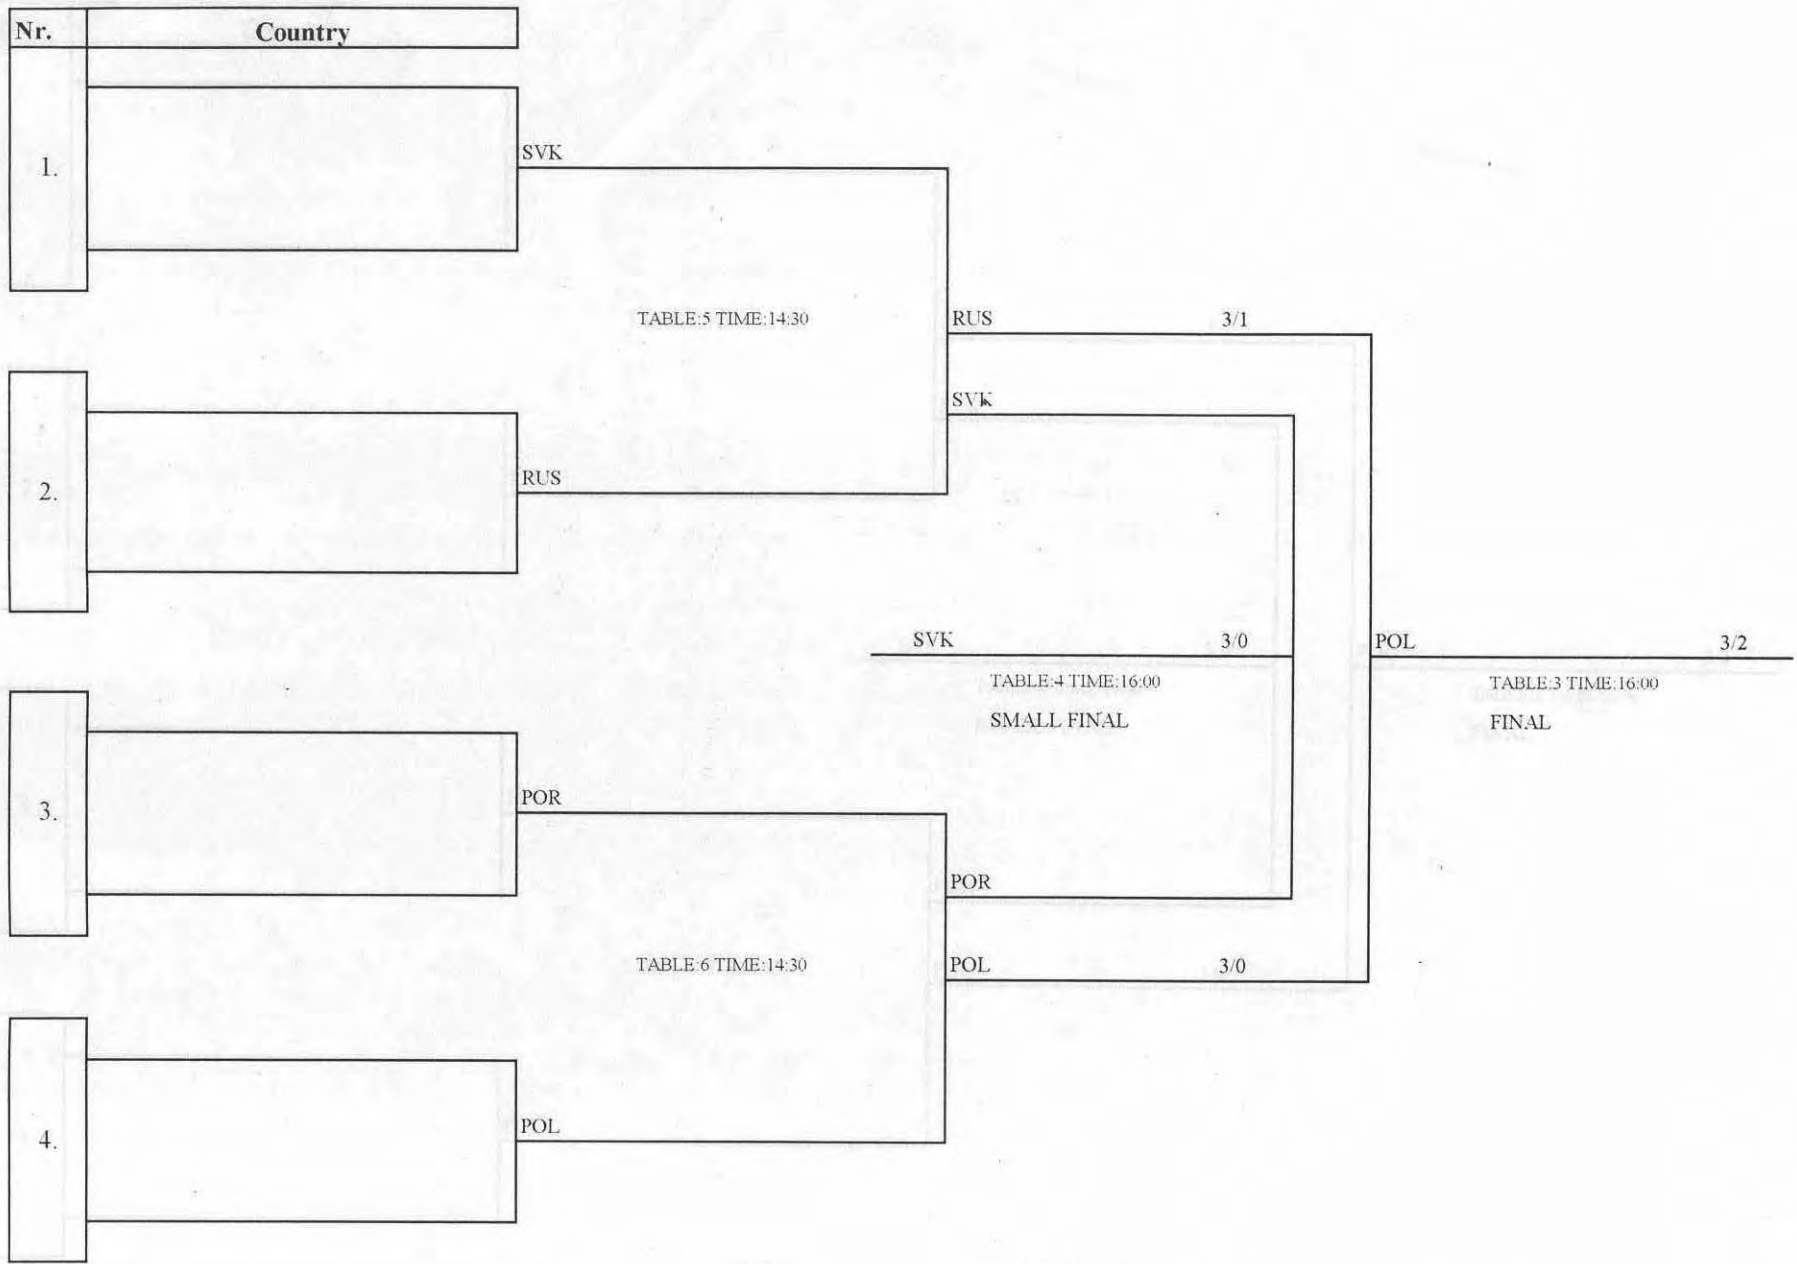 Nr. Country
1.
SVK
TABLE:5 TIME:14:30
RUS 3/1
SVK
2.
RUS
SVK 3/0
POL 3/2
TABLE:4 TIME:16:00
TABLE:3 TIME:16:00
SMALL FINAL
FINAL
3.
POR
POR
TABLE:6 TIME:14:30
POL 3/0
4.
POL